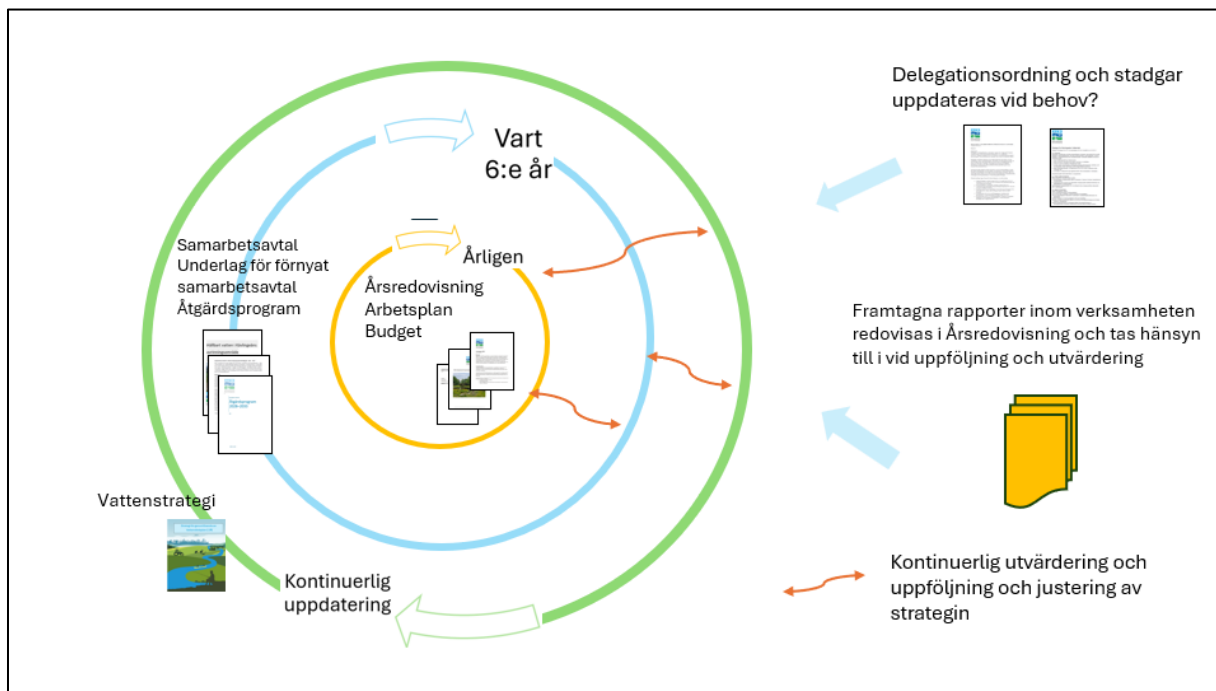 Delegationsordning och stadgar
uppdateras vid behov?
Vart
6:e år
Samarbetsavtal
Underlag för förnyat
samarbetsavtal
Åtgärdsprogram
Årligen
Årsredovisning
Arbetsplan
Budget
Framtagna rapporter inom verksamheten
redovisas i Årsredovisning och tas hänsyn
till i vid uppföljning och utvärdering
Vattenstrategi
Kontinuerlig
uppdatering
Kontinuerlig utvärdering och
uppföljning och justering av
strategin